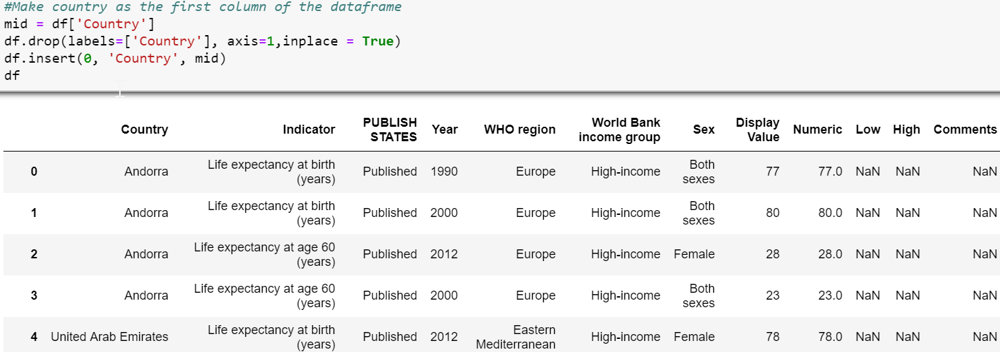 #Make country as the first column of the dataframe
mid = df['Country']
df.drop(labels=['Country'], axis=1,inplace = True)
df.insert(0, 'Country', mid)
df
Country Indicator PUBLISH STATES Year WHO region World Bank income group Sex Display Value Numeric Low High Comments
0 Andorra Life expectancy at birth (years) Published 1990 Europe High-income Both sexes 77 77.0 NaN NaN NaN
1 Andorra Life expectancy at birth (years) Published 2000 Europe High-income Both sexes 80 80.0 NaN NaN NaN
2 Andorra Life expectancy at age 60 (years) Published 2012 Europe High-income Female 28 28.0 NaN NaN NaN
3 Andorra Life expectancy at age 60 (years) Published 2000 Europe High-income Both sexes 23 23.0 NaN NaN NaN
4 United Arab Emirates Life expectancy at birth (years) Published 2012 Eastern Mediterranean High-income Female 78 78.0 NaN NaN NaN